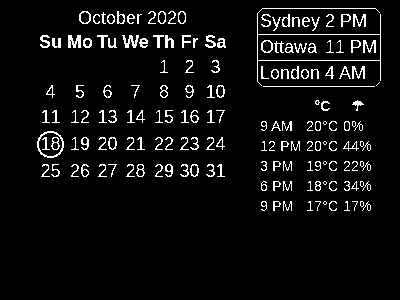 October 2020
Su Mo Tu We Th Fr Sa
1 2 3
4 5 6 7 8 9 10
11 12 13 14 15 16 17
18 19 20 21 22 23 24
25 26 27 28 29 30 31
Sydney 2 PM
Ottawa 11 PM
London 4 AM
°C ☂
9 AM 20°C 0%
12 PM 20°C 44%
3 PM 19°C 22%
6 PM 18°C 34%
9 PM 17°C 17%